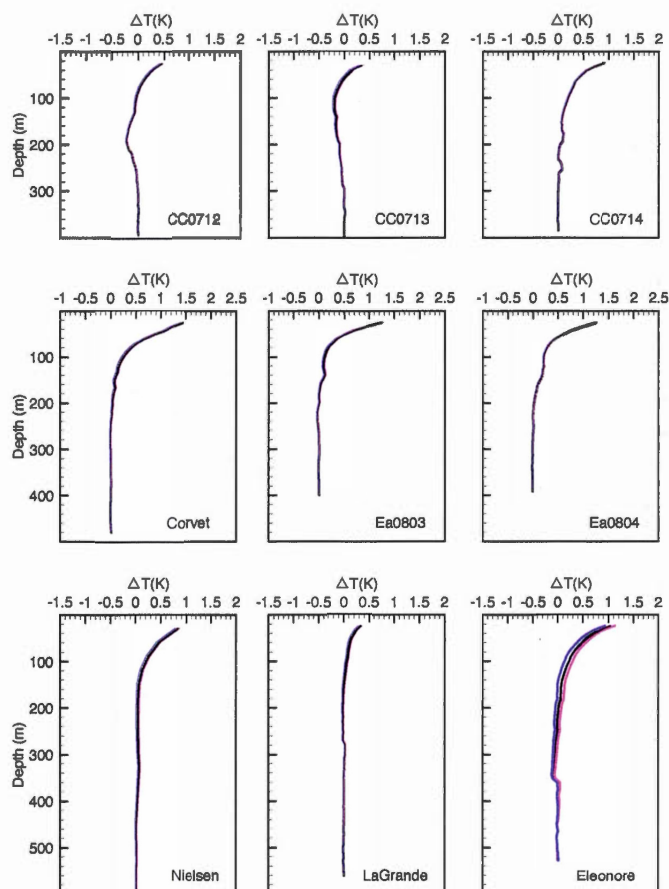 ΔT(K) ΔT(K) ΔT(K)
-1.5 -1 -0.5 0 0.5 1 1.5 2 -1.5 -1 -0.5 0 0.5 1 1.5 2 -1.5 -1 -0.5 0 0.5 1 1.5 2
Depth (m)
100
200
300
CC0712 CC0713 CC0714
ΔT(K) ΔT(K) ΔT(K)
-1 -0.5 0 0.5 1 1.5 2 2.5 -1 -0.5 0 0.5 1 1.5 2 2.5 -1 -0.5 0 0.5 1 1.5 2 2.5
Depth (m)
100
200
300
400
Corvet Ea0803 Ea0804
ΔT(K) ΔT(K) ΔT(K)
-1.5 -1 -0.5 0 0.5 1 1.5 2 -1.5 -1 -0.5 0 0.5 1 1.5 2 -1.5 -1 -0.5 0 0.5 1 1.5 2
Depth (m)
100
200
300
400
500
Nielsen LaGrande Eleonore